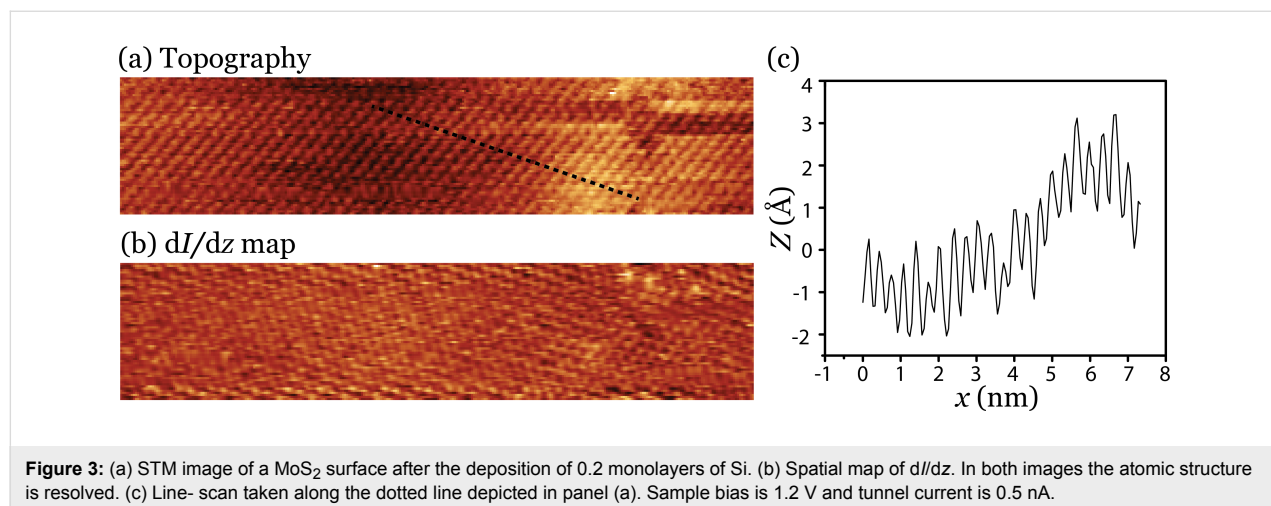 (a) Topography
(b) dI/dz map
(c)
4
3
2
1
0
-1
-2
Z (Å)
-1 0 1 2 3 4 5 6 7 8
x (nm)
Figure 3: (a) STM image of a MoS₂ surface after the deposition of 0.2 monolayers of Si. (b) Spatial map of dI/dz. In both images the atomic structure
is resolved. (c) Line- scan taken along the dotted line depicted in panel (a). Sample bias is 1.2 V and tunnel current is 0.5 nA.